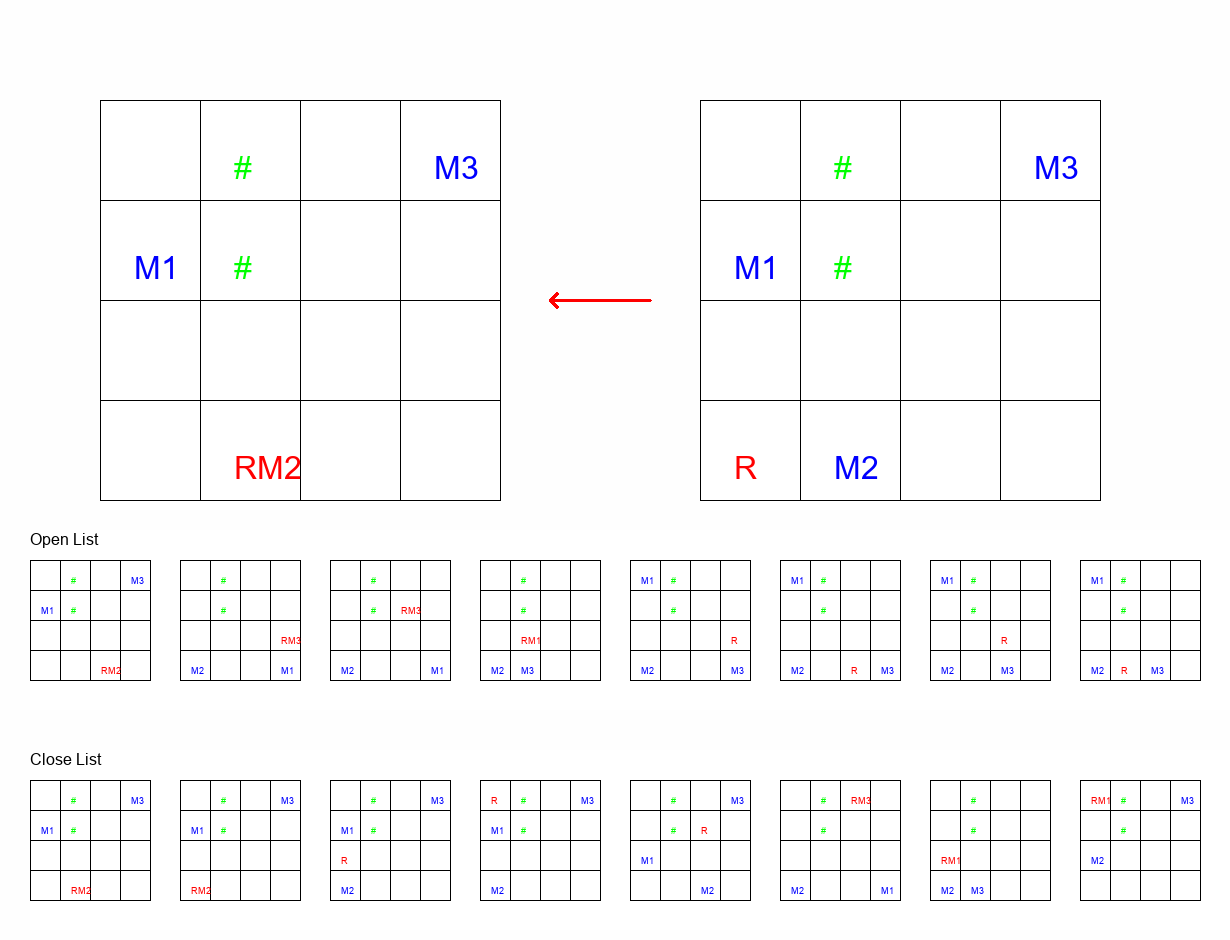 # M3 # M3
M1 # M1 #
RM2 R M2
Open List
# M3 # # # M1 # M1 # M1 # M1 #
M1 # # # RM3 # # # # #
RM3 RM1 R R
RM2 M2 M1 M2 M1 M2 M3 M2 M3 M2 R M3 M2 M3 M2 R M3
Close List
# M3 # M3 # M3 R # M3 # M3 # RM3 # RM1 # M3
M1 # M1 # M1 # M1 # # R # # #
R M1 RM1 M2
RM2 RM2 M2 M2 M2 M2 M1 M2 M3